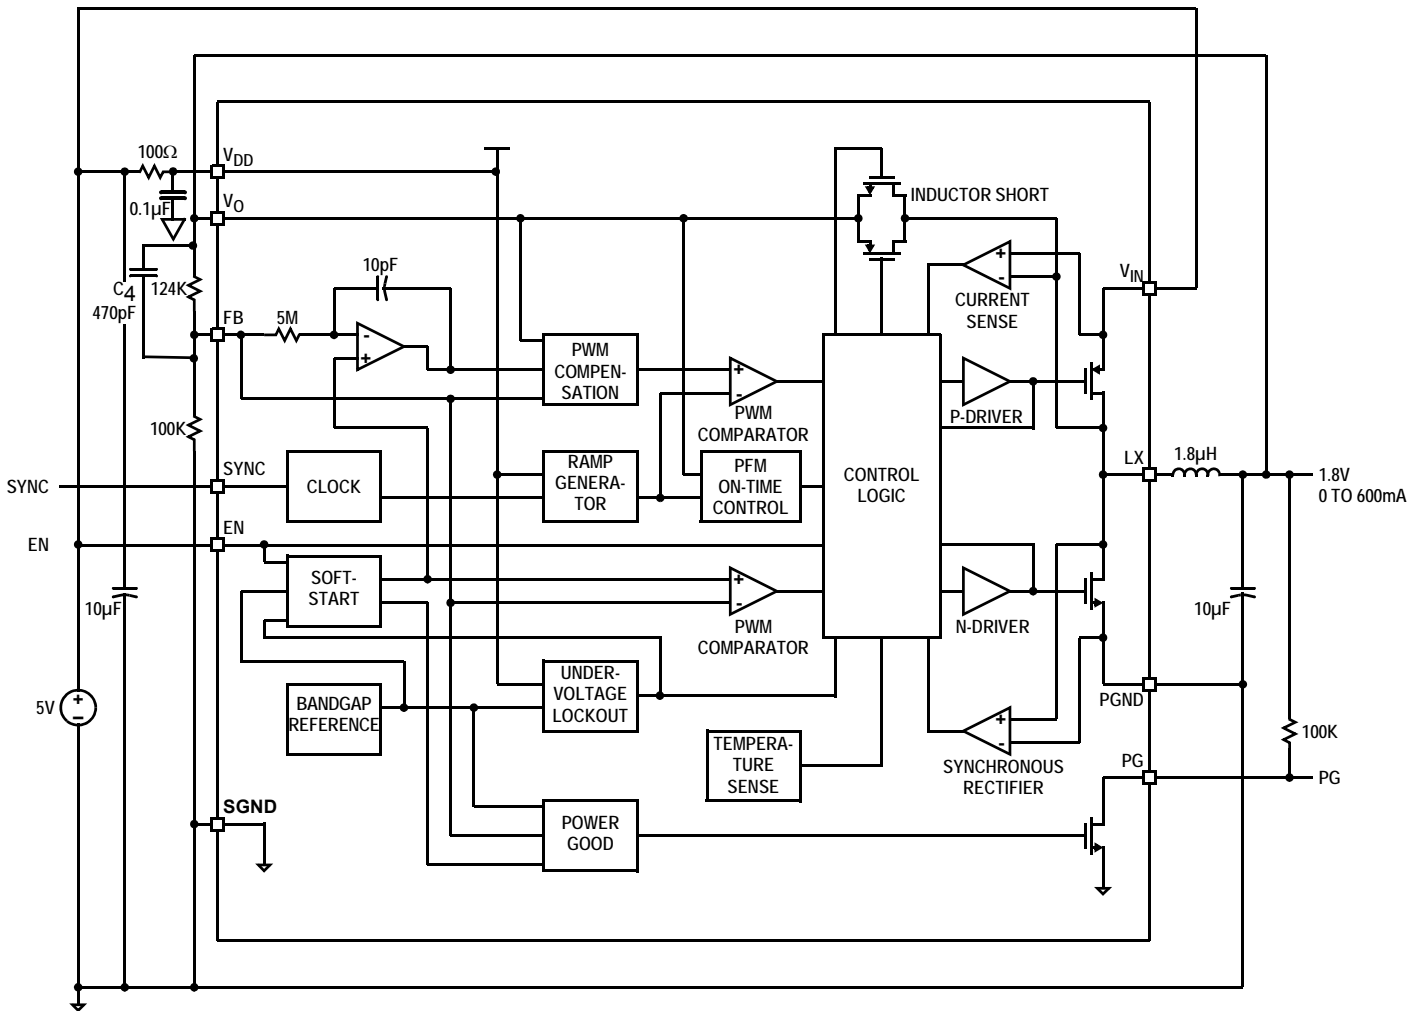 100Ω
VDD
0.1µF
VO
INDUCTOR SHORT
10pF
+
-
CURRENT
SENSE
VIN
C4
470pF
124K
FB
5M
-
+
PWM
COMPEN-
SATION
+
-
PWM
COMPARATOR
P-DRIVER
100K
SYNC
SYNC
CLOCK
RAMP
GENERA-
TOR
PFM
ON-TIME
CONTROL
CONTROL
LOGIC
LX
1.8µH
1.8V
0 TO 600mA
EN
EN
SOFT-
START
+
-
PWM
COMPARATOR
N-DRIVER
10µF
10µF
5V
+
–
BANDGAP
REFERENCE
UNDER-
VOLTAGE
LOCKOUT
PGND
+
-
SYNCHRONOUS
RECTIFIER
TEMPERA-
TURE
SENSE
100K
PG
PG
SGND
POWER
GOOD